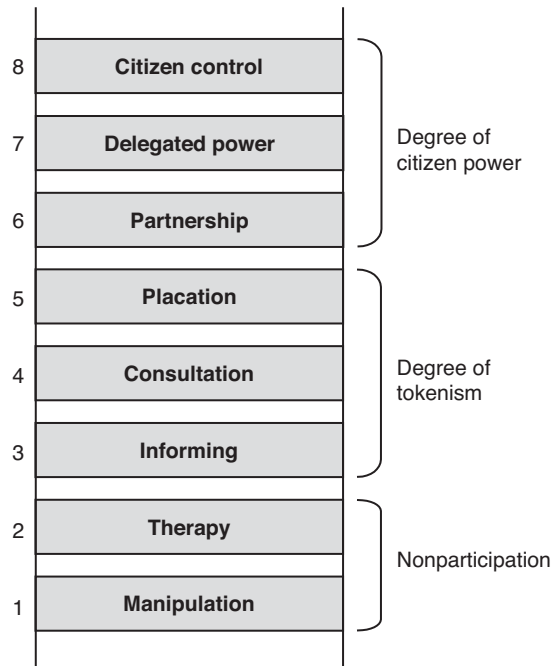 8 Citizen control
7 Delegated power
Degree of
citizen power
6 Partnership
5 Placation
4 Consultation
Degree of
tokenism
3 Informing
2 Therapy
Nonparticipation
1 Manipulation